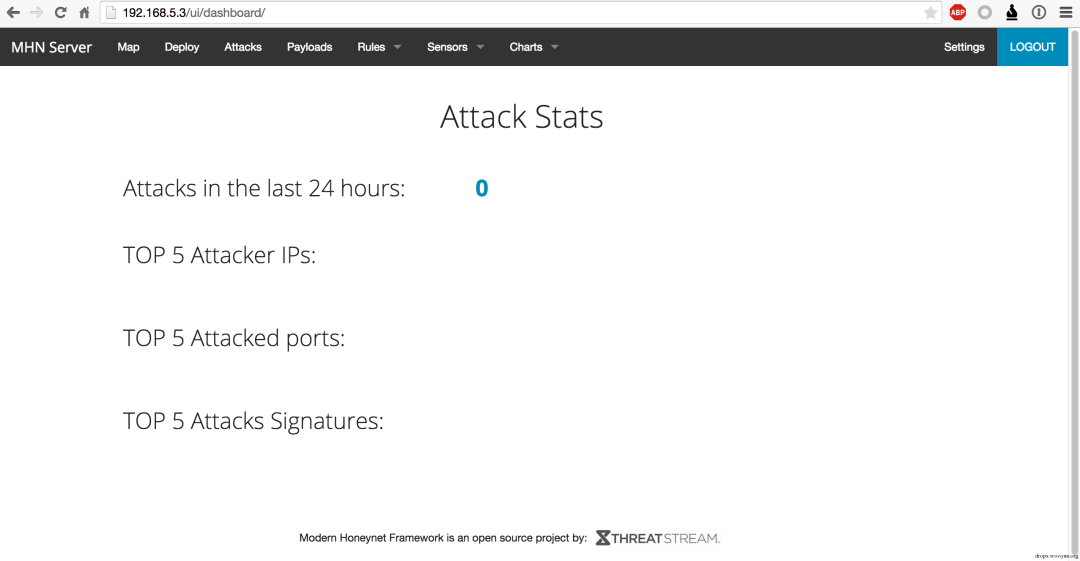 192.168.5.3/ui/dashboard/
ABP
MHN Server Map Deploy Attacks Payloads Rules Sensors Charts Settings LOGOUT
Attack Stats
Attacks in the last 24 hours: 0
TOP 5 Attacker IPs:
TOP 5 Attacked ports:
TOP 5 Attacks Signatures:
Modern Honeynet Framework is an open source project by: THREATSTREAM
drops.wooyun.org